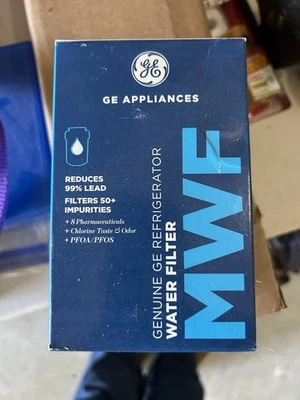 GE
GE APPLIANCES
REDUCES
99% LEAD
FILTERS 50+
IMPURITIES
+ 8 Pharmaceuticals
+ Chlorine Taste & Odor
+ PFOA/PFOS
GENUINE GE REFRIGERATOR
WATER FILTER
MWF